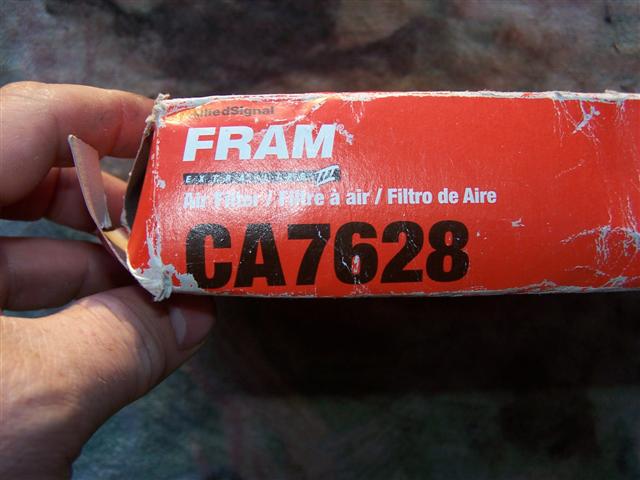 AlliedSignal
FRAM
Air Filter / Filtre à air / Filtro de Aire
CA7628